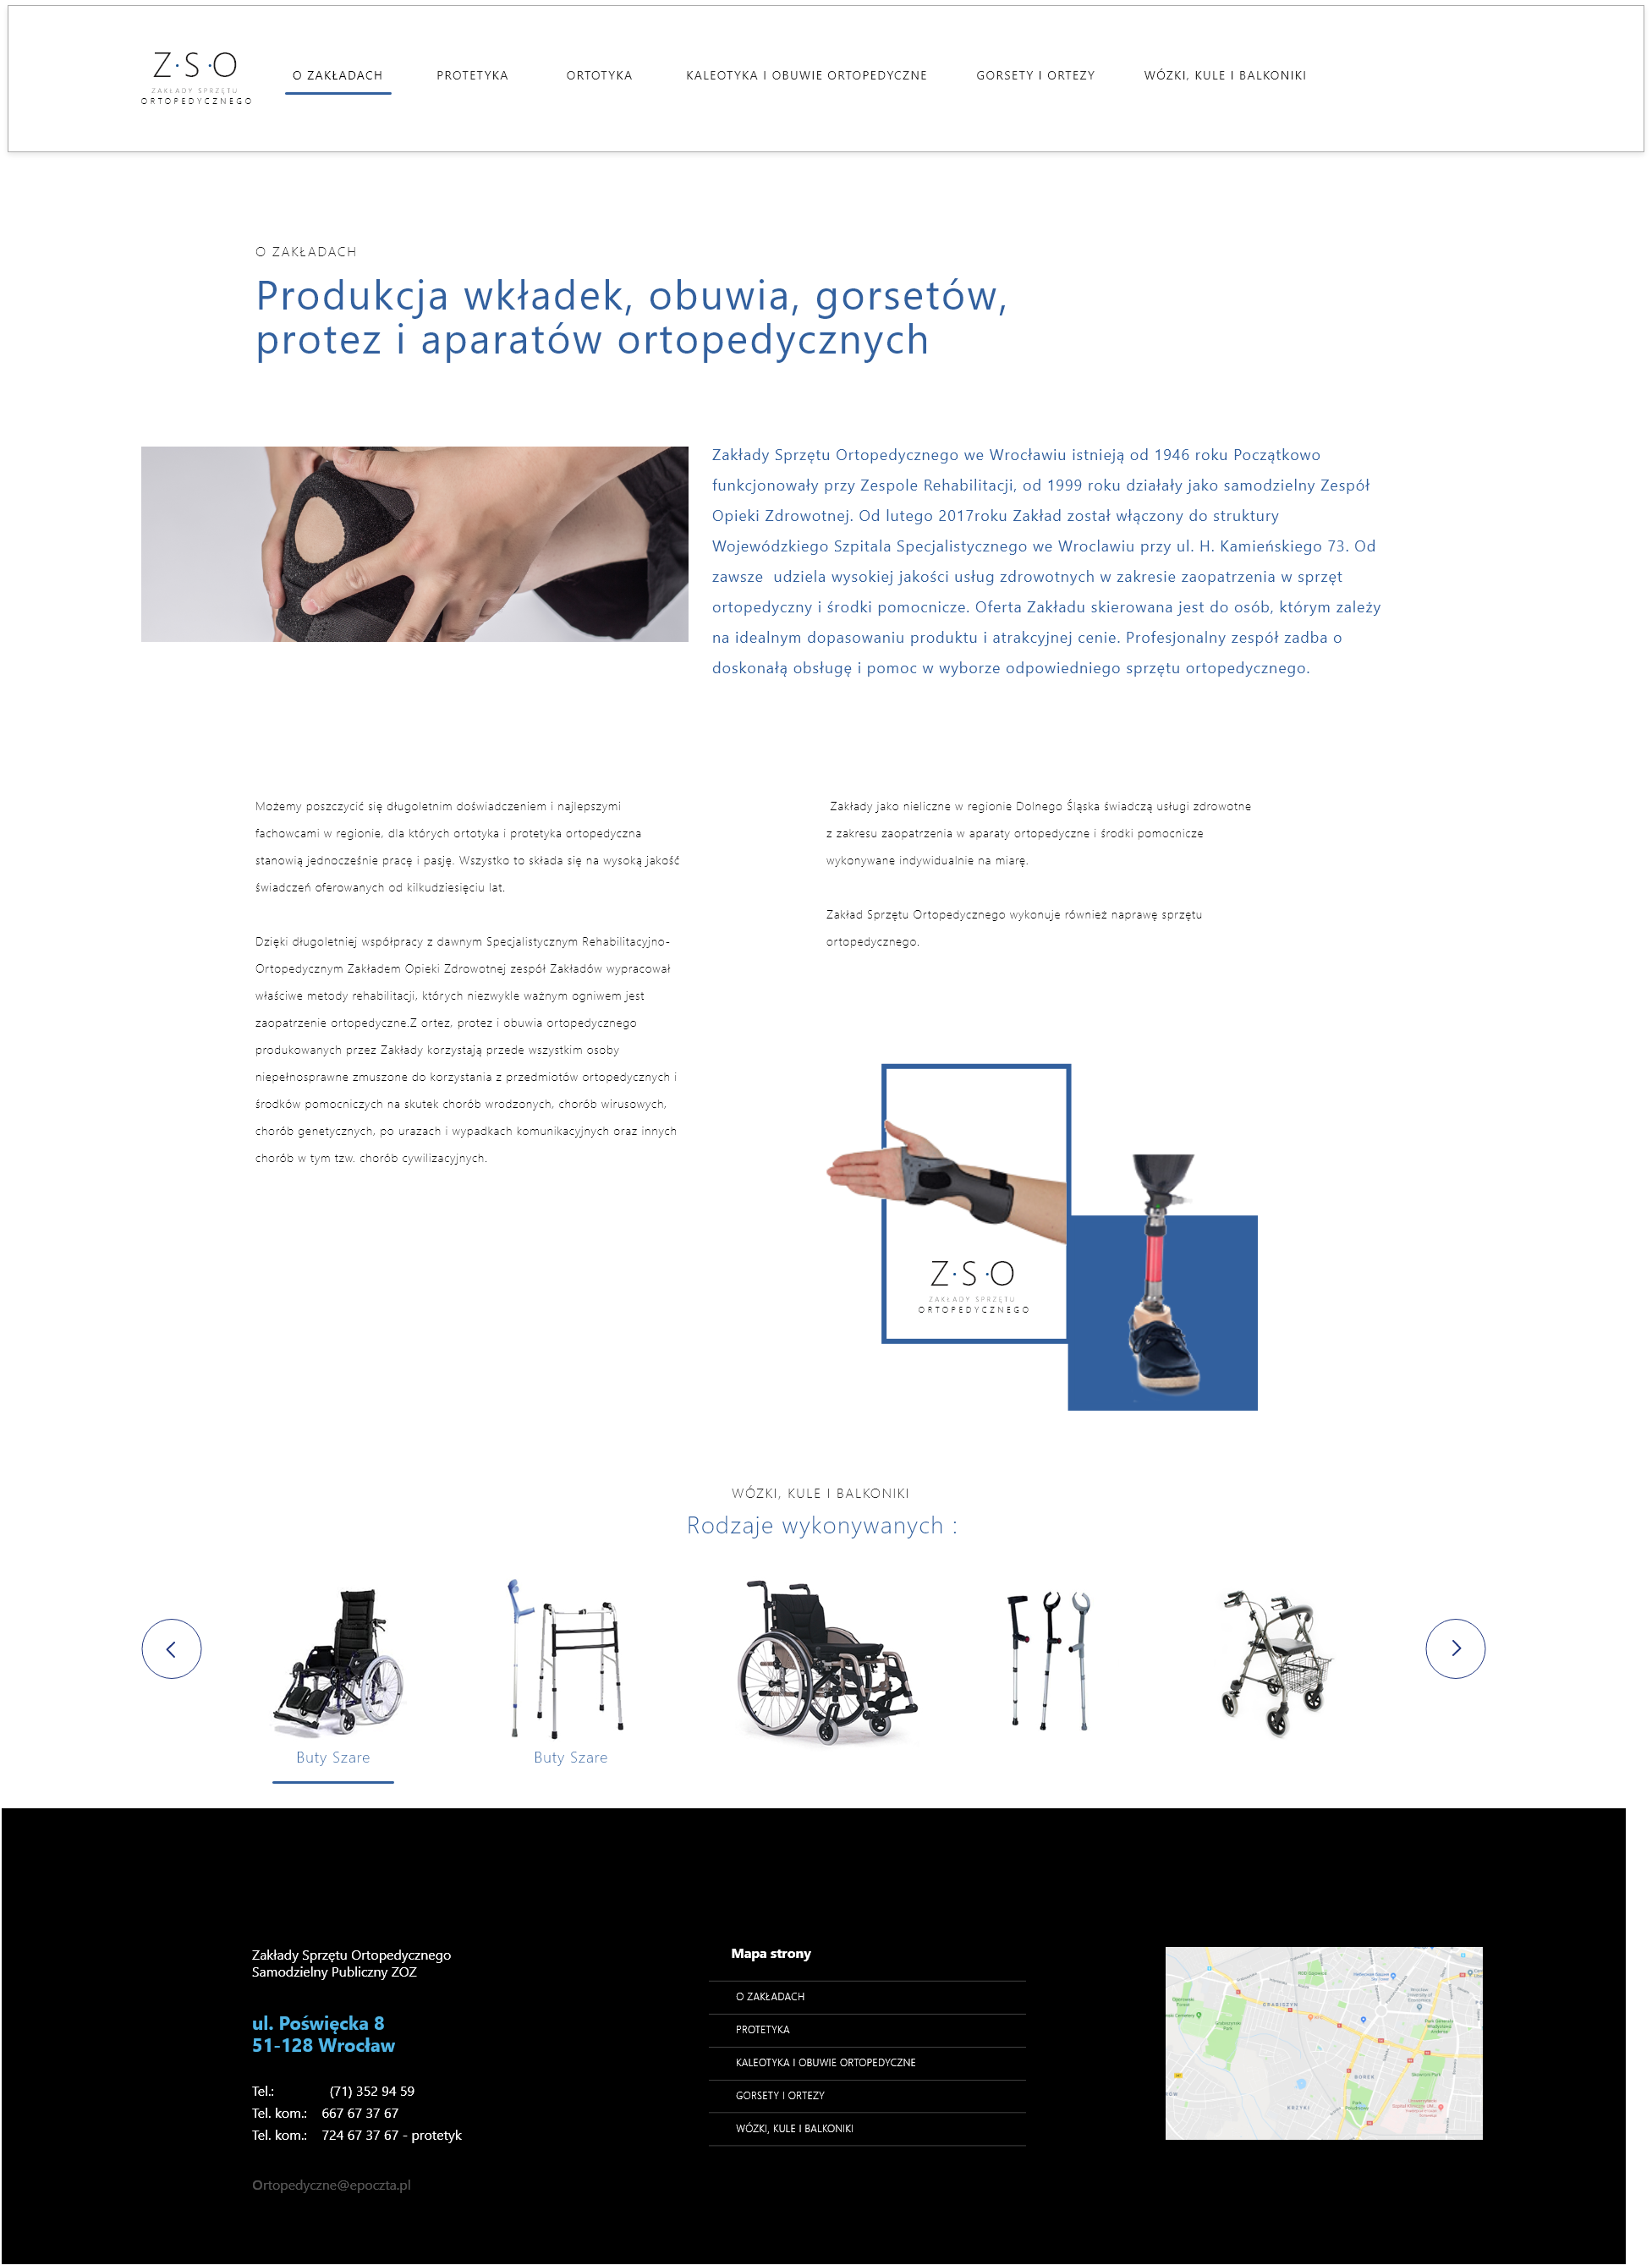 Z·S·O
ZAKŁADY SPRZĘTU
ORTOPEDYCZNEGO
O ZAKŁADACH
PROTETYKA
ORTOTYKA
KALEOTYKA I OBUWIE ORTOPEDYCZNE
GORSETY I ORTEZY
WÓZKI, KULE I BALKONIKI
O ZAKŁADACH
Produkcja wkładek, obuwia, gorsetów,
protez i aparatów ortopedycznych
Zakłady Sprzętu Ortopedycznego we Wrocławiu istnieją od 1946 roku Początkowo
funkcjonowały przy Zespole Rehabilitacji, od 1999 roku działały jako samodzielny Zespół
Opieki Zdrowotnej. Od lutego 2017roku Zakład został włączony do struktury
Wojewódzkiego Szpitala Specjalistycznego we Wroclawiu przy ul. H. Kamieńskiego 73. Od
zawsze  udziela wysokiej jakości usług zdrowotnych w zakresie zaopatrzenia w sprzęt
ortopedyczny i środki pomocnicze. Oferta Zakładu skierowana jest do osób, którym zależy
na idealnym dopasowaniu produktu i atrakcyjnej cenie. Profesjonalny zespół zadba o
doskonałą obsługę i pomoc w wyborze odpowiedniego sprzętu ortopedycznego.
Możemy poszczycić się długoletnim doświadczeniem i najlepszymi
fachowcami w regionie, dla których ortotyka i protetyka ortopedyczna
stanowią jednocześnie pracę i pasję. Wszystko to składa się na wysoką jakość
świadczeń oferowanych od kilkudziesięciu lat.
Dzięki długoletniej współpracy z dawnym Specjalistycznym Rehabilitacyjno-
Ortopedycznym Zakładem Opieki Zdrowotnej zespół Zakładów wypracował
właściwe metody rehabilitacji, których niezwykle ważnym ogniwem jest
zaopatrzenie ortopedyczne.Z ortez, protez i obuwia ortopedycznego
produkowanych przez Zakłady korzystają przede wszystkim osoby
niepełnosprawne zmuszone do korzystania z przedmiotów ortopedycznych i
środków pomocniczych na skutek chorób wrodzonych, chorób wirusowych,
chorób genetycznych, po urazach i wypadkach komunikacyjnych oraz innych
chorób w tym tzw. chorób cywilizacyjnych.
Zakłady jako nieliczne w regionie Dolnego Śląska świadczą usługi zdrowotne
z zakresu zaopatrzenia w aparaty ortopedyczne i środki pomocnicze
wykonywane indywidualnie na miarę.
Zakład Sprzętu Ortopedycznego wykonuje również naprawę sprzętu
ortopedycznego.
Z·S·O
ZAKŁADY SPRZĘTU
ORTOPEDYCZNEGO
WÓZKI, KULE I BALKONIKI
Rodzaje wykonywanych :
Buty Szare
Buty Szare
Zakłady Sprzętu Ortopedycznego
Samodzielny Publiczny ZOZ
ul. Poświęcka 8
51-128 Wrocław
Tel.: (71) 352 94 59
Tel. kom.: 667 67 37 67
Tel. kom.: 724 67 37 67 - protetyk
Ortopedyczne@epoczta.pl
Mapa strony
O ZAKŁADACH
PROTETYKA
KALEOTYKA I OBUWIE ORTOPEDYCZNE
GORSETY I ORTEZY
WÓZKI, KULE I BALKONIKI
GRABISZYN
BOREK
BRZYKI